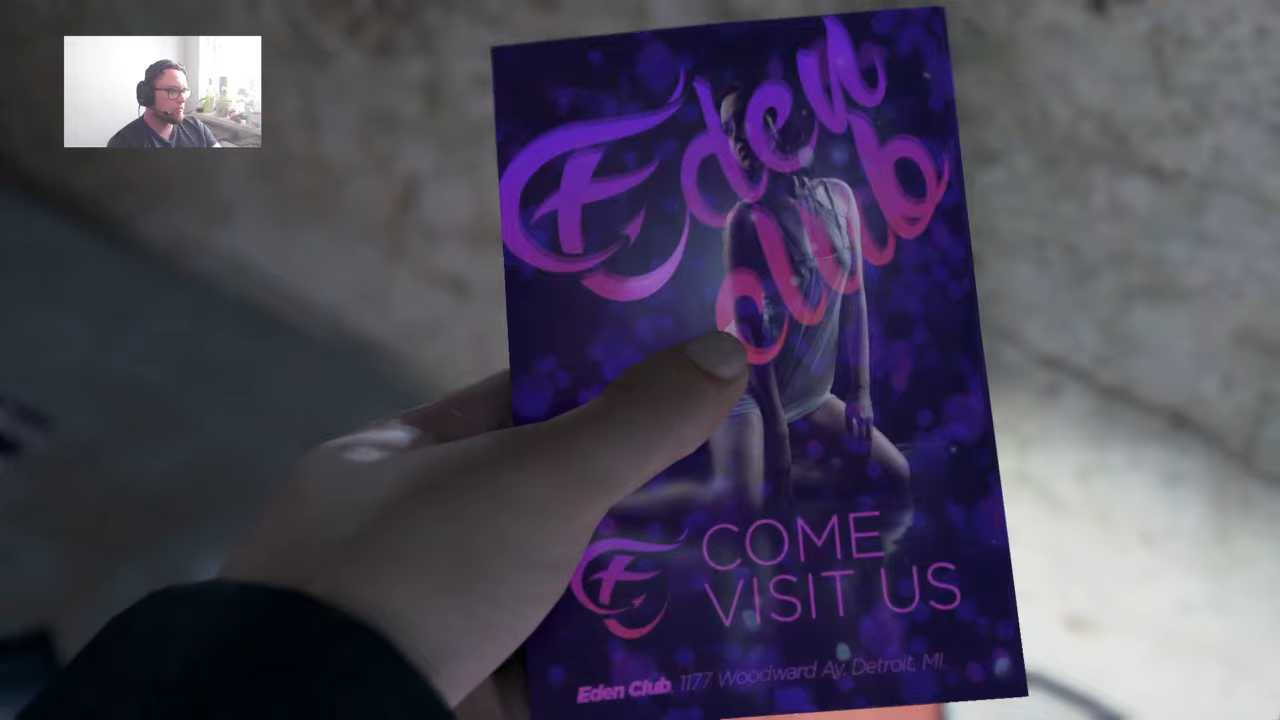 Eden
club
COME
VISIT US
Eden Club, 1177 Woodward Av. Detroit, MI.